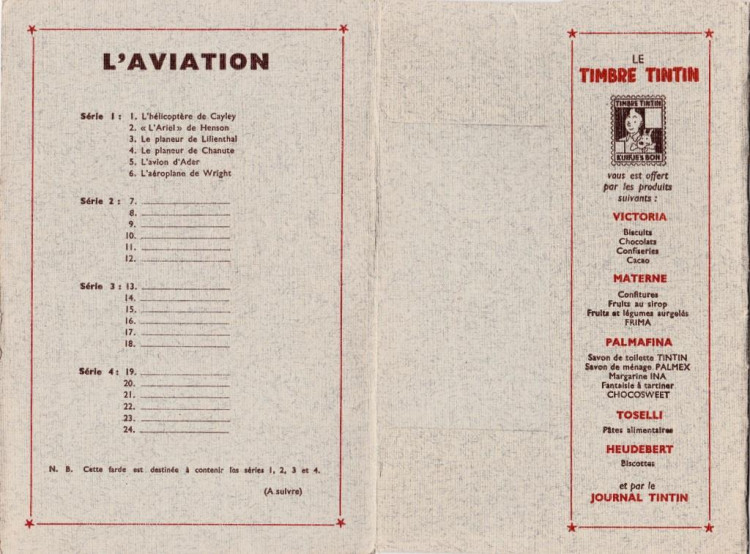 L'AVIATION
Série 1 : 1. L'hélicoptère de Cayley
2. « L'Ariel » de Henson
3. Le planeur de Lilienthal
4. Le planeur de Chanute
5. L'avion d'Ader
6. L'aéroplane de Wright
Série 2 : 7.
8.
9.
10.
11.
12.
Série 3 : 13.
14.
15.
16.
17.
18.
Série 4 : 19.
20.
21.
22.
23.
24.
N. B. Cette farde est destinée à contenir les séries 1, 2, 3 et 4.
(A suivre)
LE
TIMBRE TINTIN
TIMBRE TINTIN
KUIFJE'S BON
vous est offert
par les produits
suivants :
VICTORIA
Biscuits
Chocolats
Confiseries
Cacao
MATERNE
Confitures
Fruits au sirop
Fruits et légumes surgelés
FRIMA
PALMAFINA
Savon de toilette TINTIN
Savon de ménage PALMEX
Margarine INA
Fantaisie à tartiner
CHOCOSWEET
TOSELLI
Pâtes alimentaires
HEUDEBERT
Biscottes
et par le
JOURNAL TINTIN